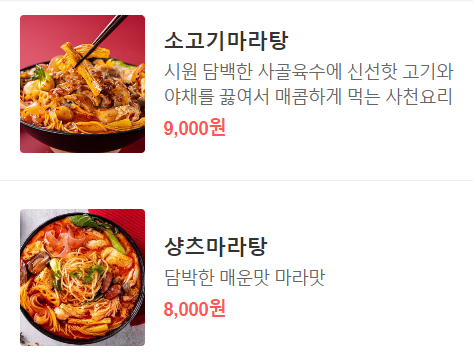 소고기마라탕
시원 담백한 사골육수에 신선핫 고기와
야채를 끓여서 매콤하게 먹는 사천요리
9,000원
샹츠마라탕
담박한 매운맛 마라맛
8,000원